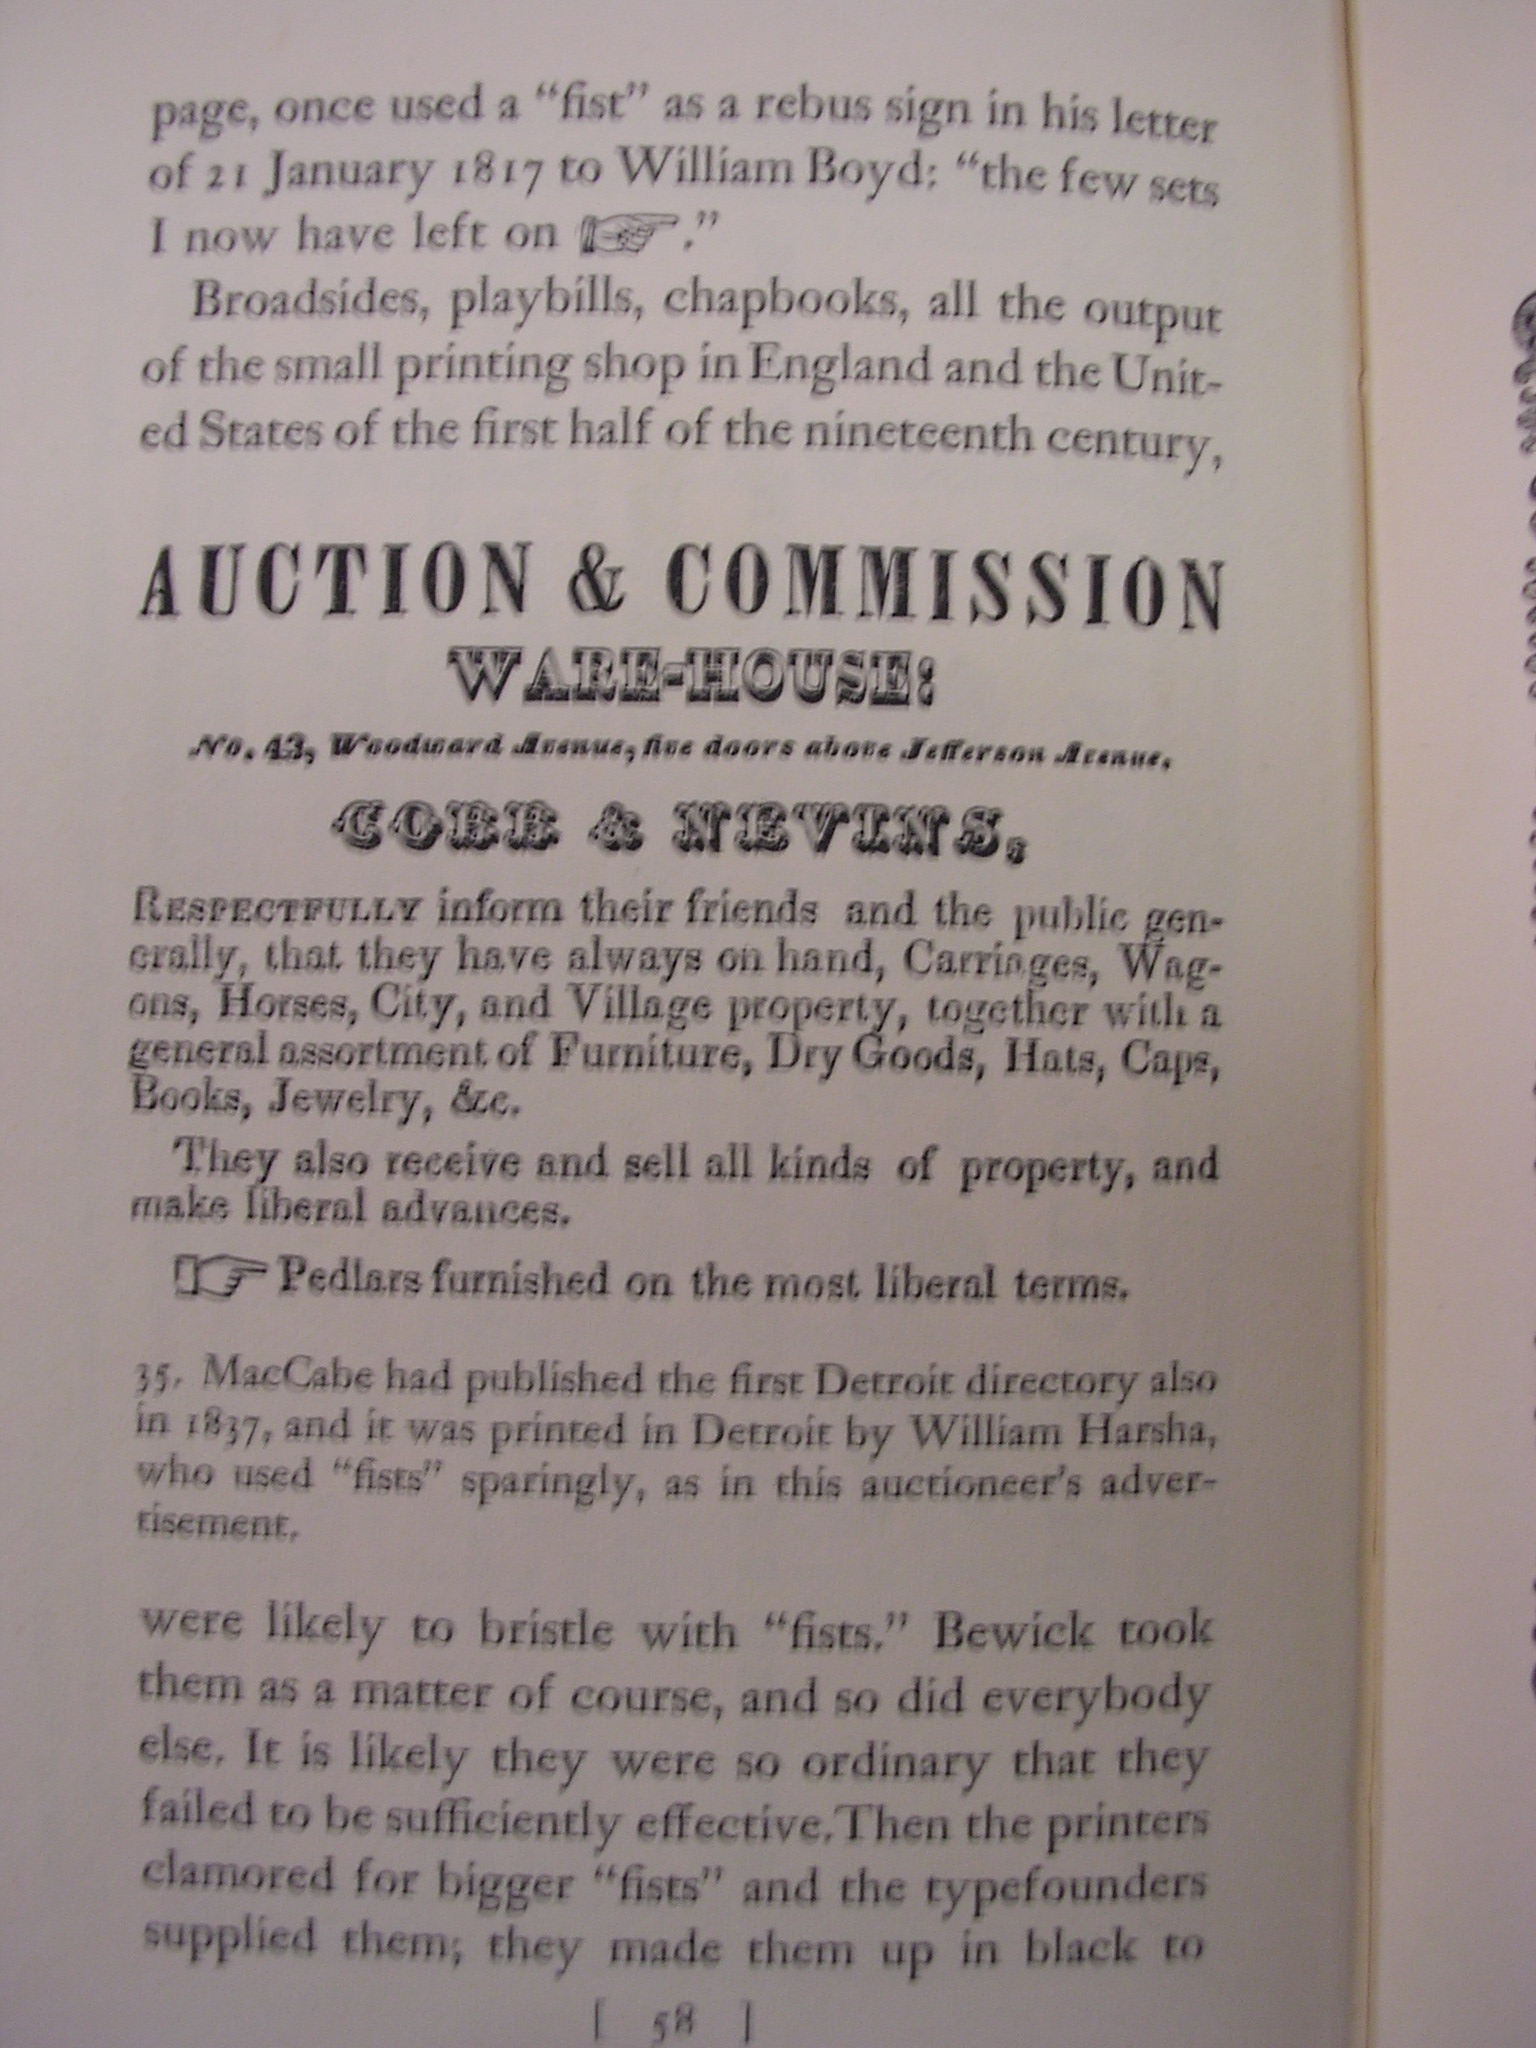 page, once used a “fist” as a rebus sign in his letter
of 21 January 1817 to William Boyd: “the few sets
I now have left on ☞.”
Broadsides, playbills, chapbooks, all the output
of the small printing shop in England and the Unit-
ed States of the first half of the nineteenth century,
AUCTION & COMMISSION
WARE-HOUSE:
No. 43, Woodward Avenue, five doors above Jefferson Avenue.
COBB & NEVINS,
RESPECTFULLY inform their friends and the public gen-
erally, that they have always on hand, Carriages, Wag-
ons, Horses, City, and Village property, together with a
general assortment of Furniture, Dry Goods, Hats, Caps,
Books, Jewelry, &c.
They also receive and sell all kinds of property, and
make liberal advances.
☞ Pedlars furnished on the most liberal terms.
35. MacCabe had published the first Detroit directory also
in 1837, and it was printed in Detroit by William Harsha,
who used “fists” sparingly, as in this auctioneer's adver-
tisement.
were likely to bristle with “fists.” Bewick took
them as a matter of course, and so did everybody
else. It is likely they were so ordinary that they
failed to be sufficiently effective. Then the printers
clamored for bigger “fists” and the typefounders
supplied them; they made them up in black to
[ 58 ]